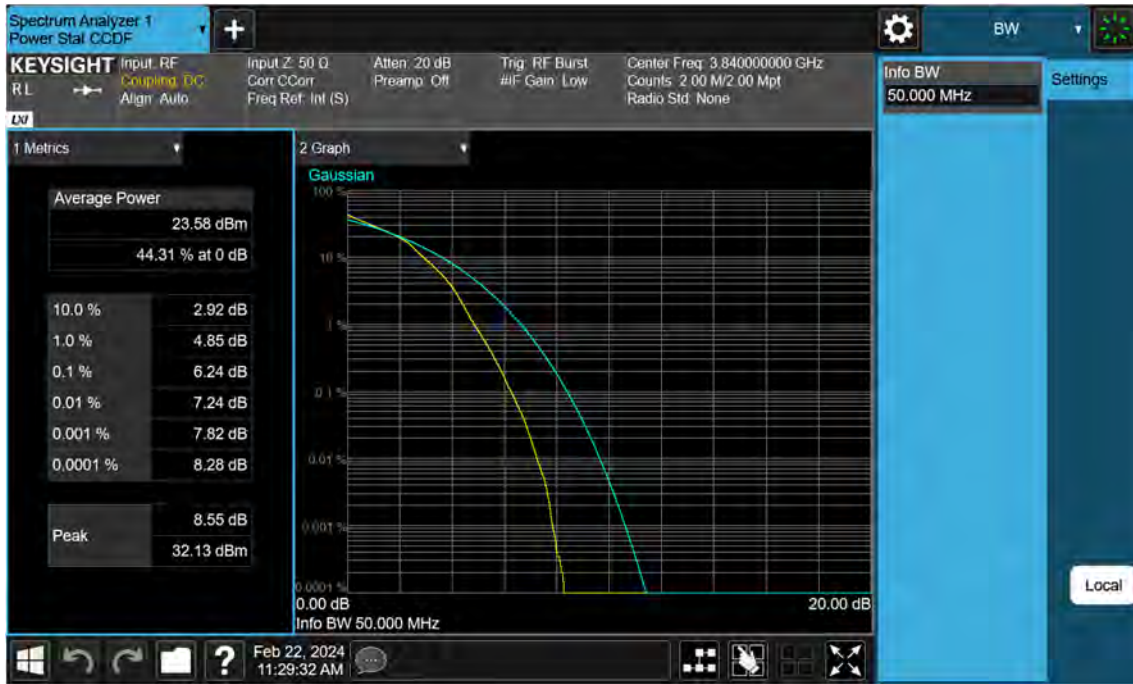 Spectrum Analyzer 1
Power Stat CCDF
BW
KEYSIGHT
Input: RF
Coupling: DC
Align: Auto
Input Z: 50 Ω
Corr CCorr
Freq Ref: Int (S)
Atten: 20 dB
Preamp: Off
Trig: RF Burst
#IF Gain: Low
Center Freq: 3.840000000 GHz
Counts: 2.00 M/2.00 Mpt
Radio Std: None
RL
LXI
Info BW
50.000 MHz
Settings
1 Metrics
2 Graph
Gaussian
Average Power
23.58 dBm
44.31 % at 0 dB
10.0 % 2.92 dB
1.0 % 4.85 dB
0.1 % 6.24 dB
0.01 % 7.24 dB
0.001 % 7.82 dB
0.0001 % 8.28 dB
Peak
8.55 dB
32.13 dBm
100 %
10 %
1 %
0.1 %
0.01 %
0.001 %
0.0001 %
0.00 dB
20.00 dB
Info BW 50.000 MHz
Local
?
Feb 22, 2024
11:29:32 AM